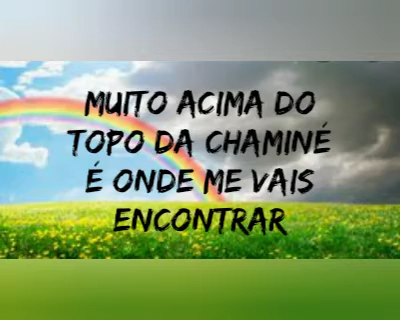 MUITO ACIMA DO
TOPO DA CHAMINÉ
É ONDE ME VAIS
ENCONTRAR